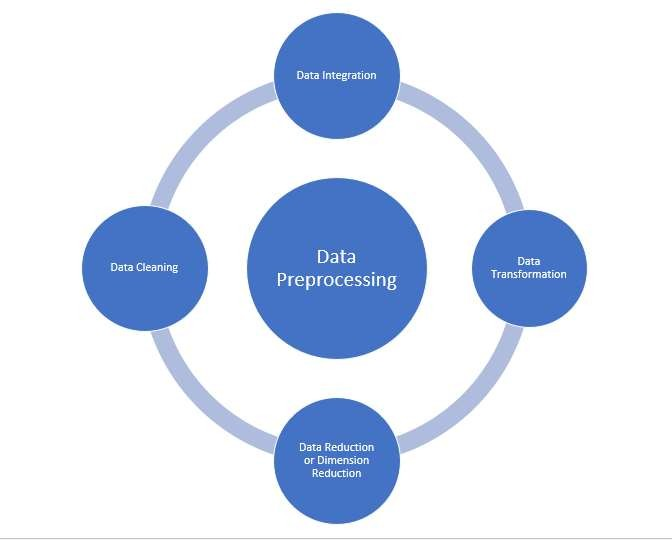 Data Integration
Data Cleaning
Data
Preprocessing
Data
Transformation
Data Reduction
or Dimension
Reduction